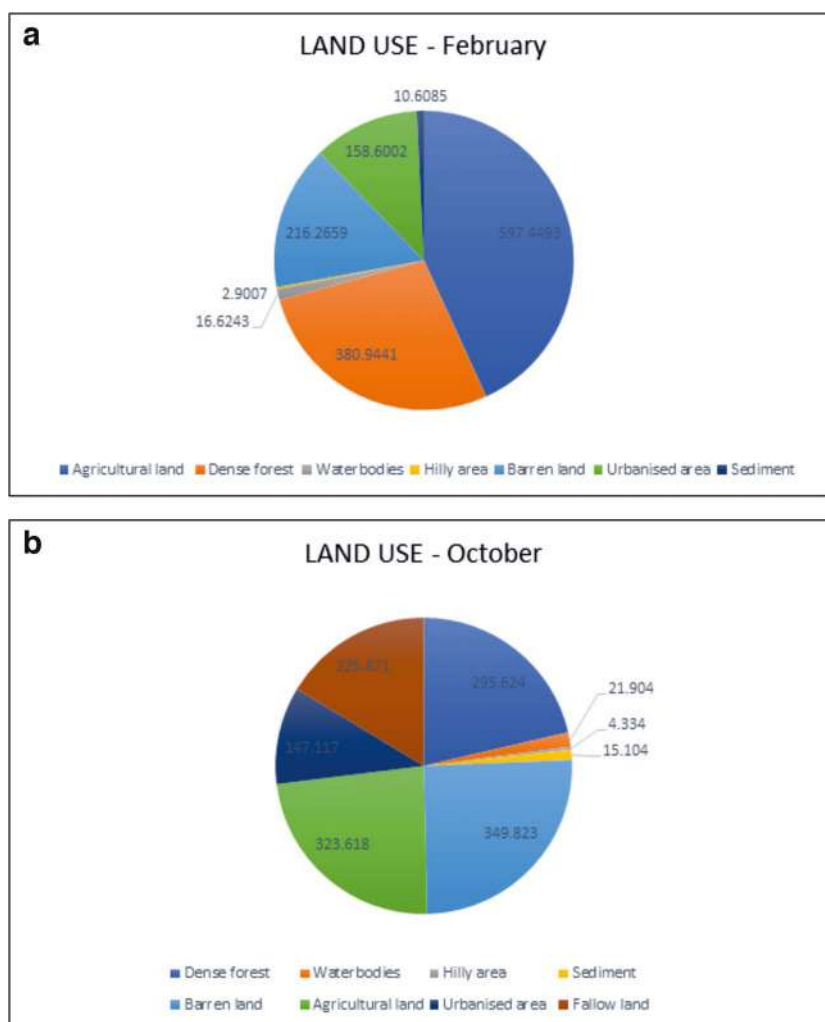 a
LAND USE - February
10.6085
158.6002
597.4493
216.2659
2.9007
16.6243
380.9441
Agricultural land Dense forest Waterbodies Hilly area Barren land Urbanised area Sediment
b
LAND USE - October
225.871
295.624
21.904
4.334
15.104
147.117
349.823
323.618
Dense forest Waterbodies Hilly area Sediment
Barren land Agricultural land Urbanised area Fallow land